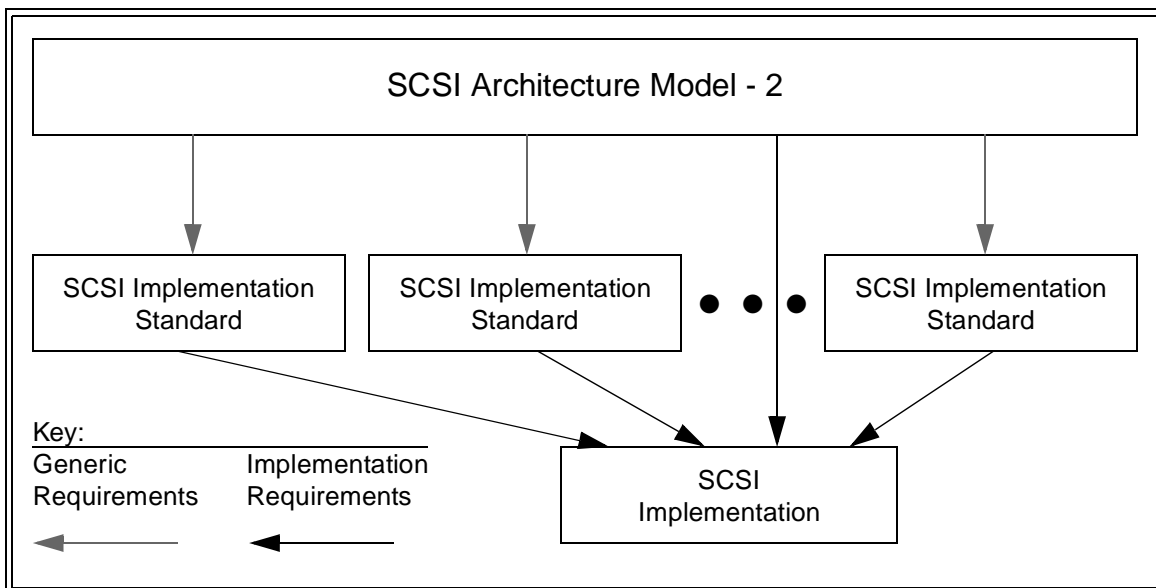 SCSI Architecture Model - 2
SCSI Implementation
Standard
SCSI Implementation
Standard
SCSI Implementation
Standard
Key:
Generic
Requirements
Implementation
Requirements
SCSI
Implementation